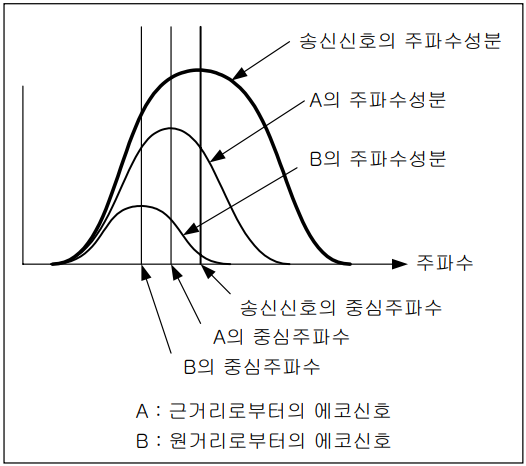 송신신호의 주파수성분
A의 주파수성분
B의 주파수성분
주파수
송신신호의 중심주파수
A의 중심주파수
B의 중심주파수
A : 근거리로부터의 에코신호
B : 원거리로부터의 에코신호